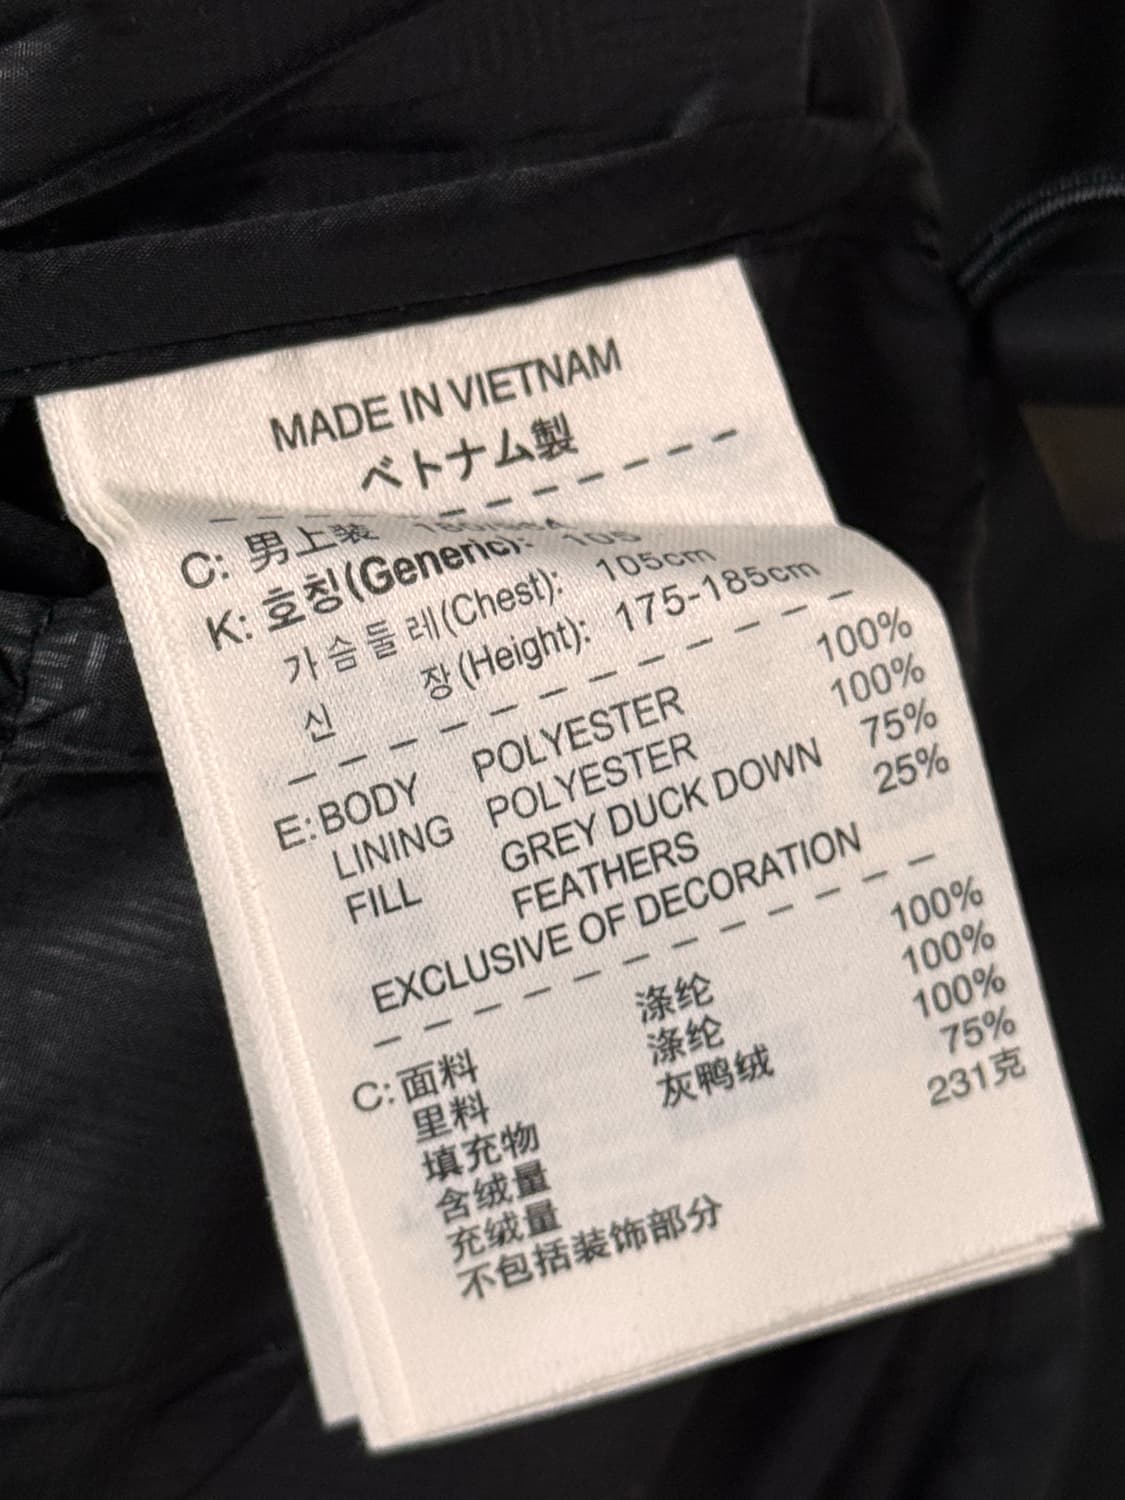 MADE IN VIETNAM
ベトナム製
C: 男上装
K: 호칭(Generic): 105
가슴둘레(Chest): 105cm
신 장(Height): 175-185cm
E: BODY POLYESTER 100%
LINING POLYESTER 100%
FILL GREY DUCK DOWN 75%
FEATHERS 25%
EXCLUSIVE OF DECORATION
C: 面料 涤纶 100%
里料 涤纶 100%
填充物 灰鸭绒 100%
含绒量 75%
充绒量 231克
不包括装饰部分